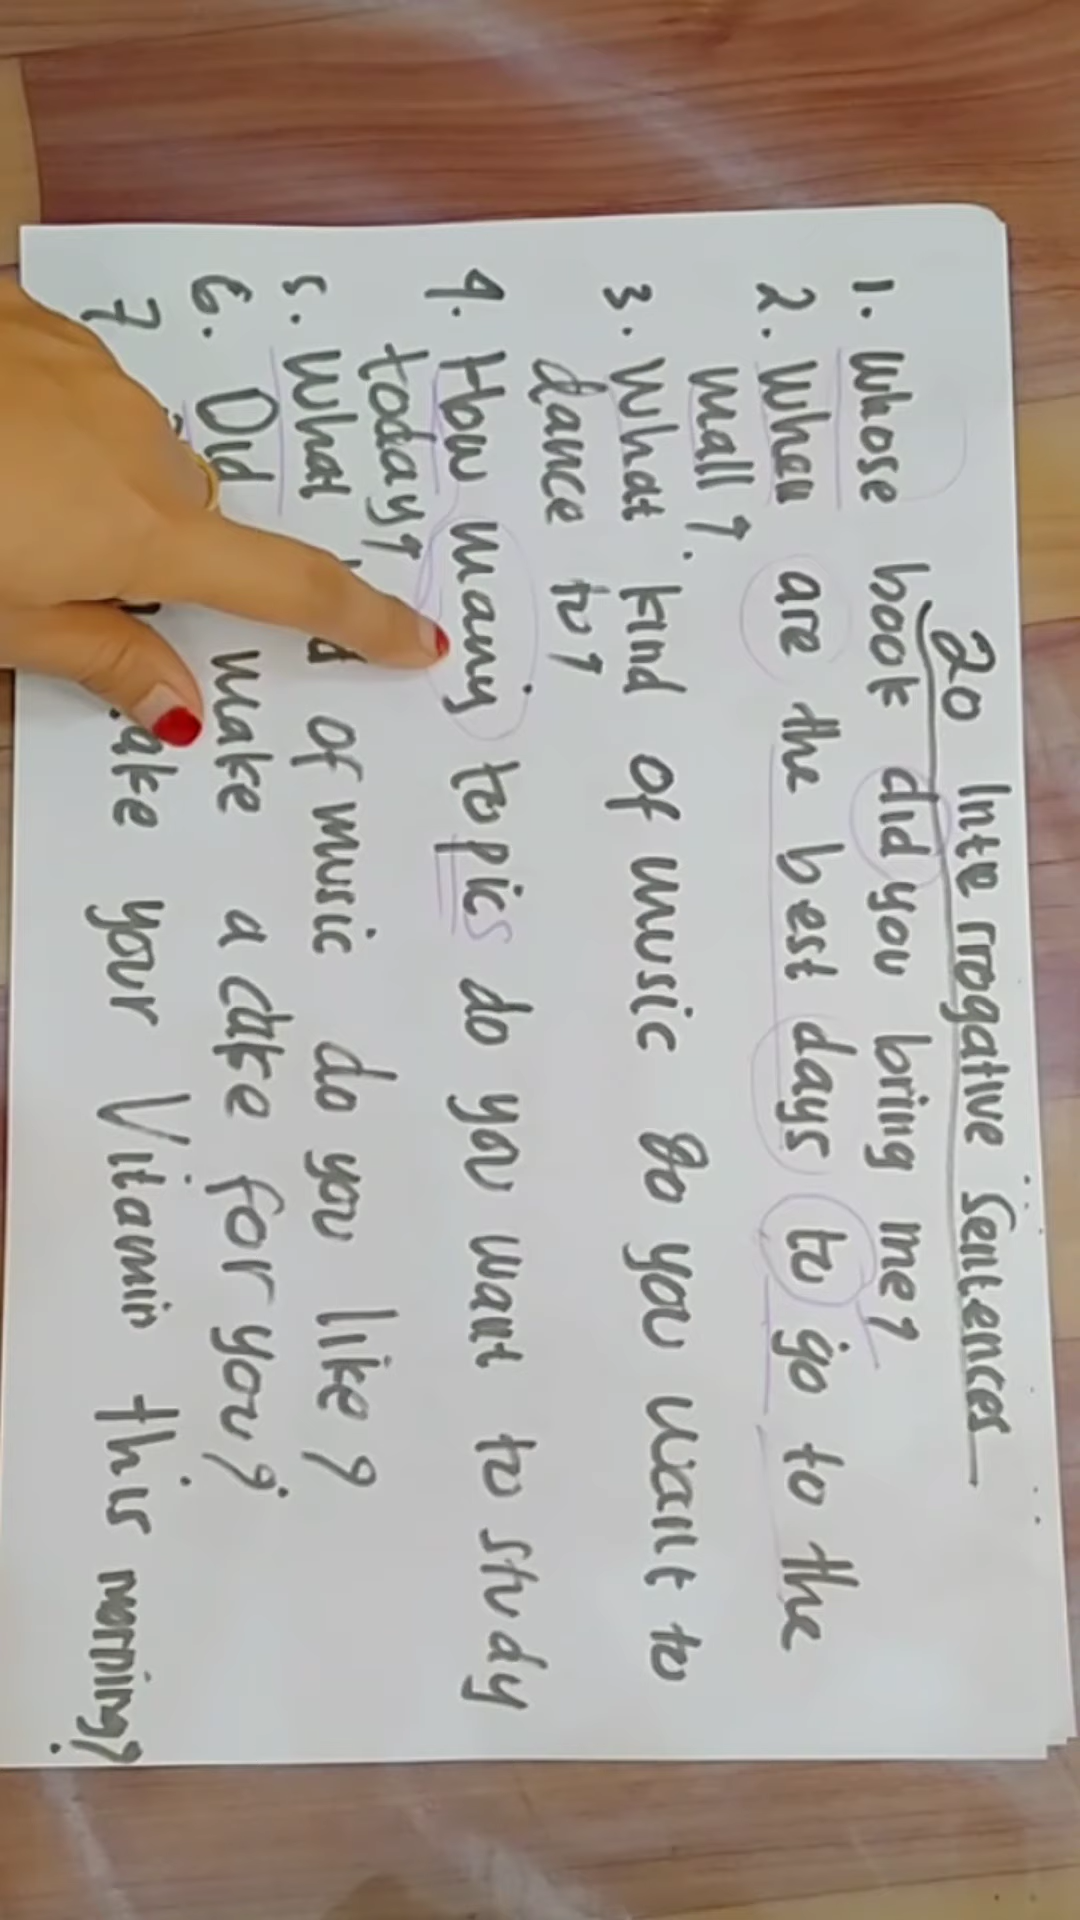 20 Interrogative Sentences
1. Whose book did you bring me?
2. When are the best days to go to the
mall?
3. What kind of music do you want to
dance to?
4. How many topics do you want to study
today?
5. What of music do you like?
6. Did make a cake for you?
7 your Vitamin this morning?